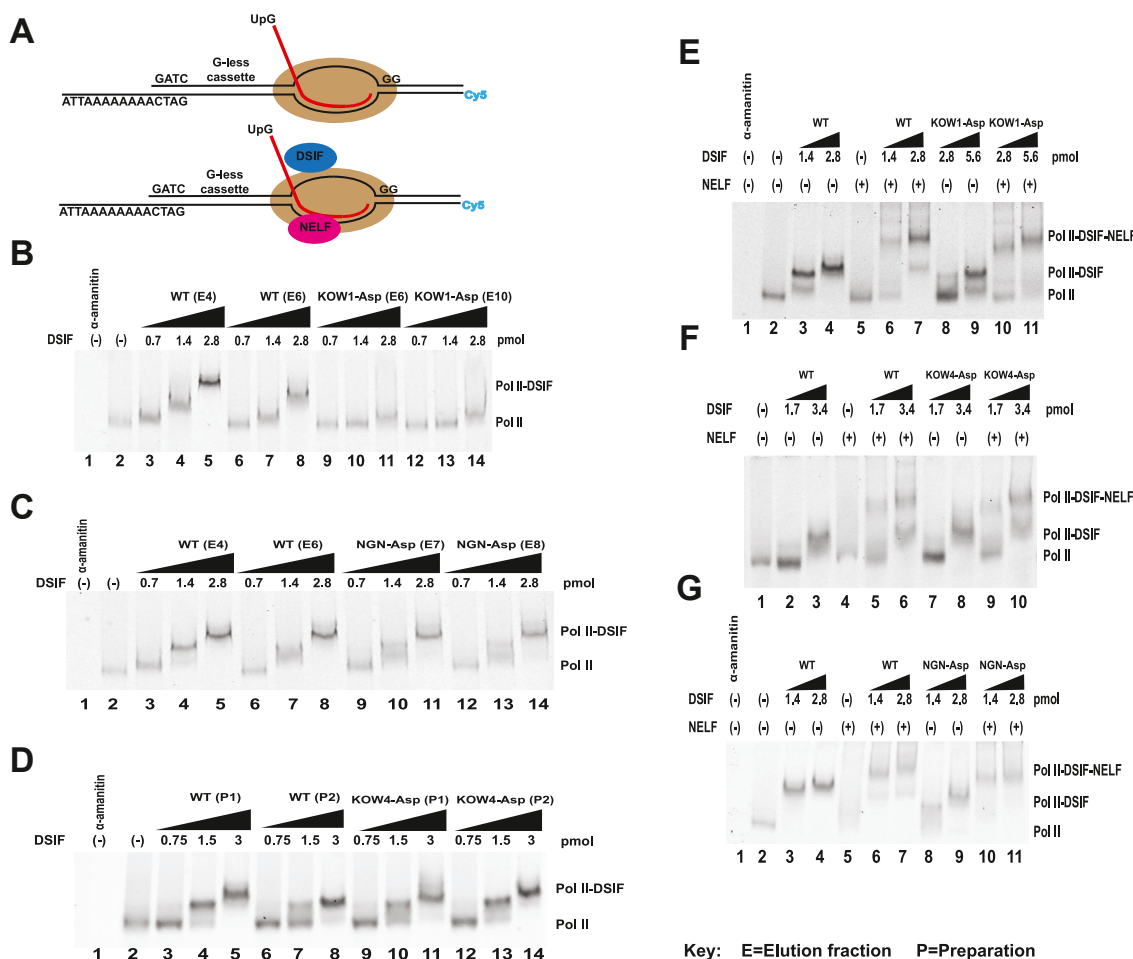 A
UpG
G-less
cassette
GATC
GG
ATTAAAAAAAACTAG
Cy5
UpG
DSIF
G-less
cassette
GATC
GG
ATTAAAAAAAACTAG
Cy5
NELF
B
α-amanitin
WT (E4) WT (E6) KOW1-Asp (E6) KOW1-Asp (E10)
DSIF (-) (-) 0.7 1.4 2.8 0.7 1.4 2.8 0.7 1.4 2.8 0.7 1.4 2.8 pmol
Pol II-DSIF
Pol II
1 2 3 4 5 6 7 8 9 10 11 12 13 14
C
α-amanitin
WT (E4) WT (E6) NGN-Asp (E7) NGN-Asp (E8)
DSIF (-) (-) 0.7 1.4 2.8 0.7 1.4 2.8 0.7 1.4 2.8 0.7 1.4 2.8 pmol
Pol II-DSIF
Pol II
1 2 3 4 5 6 7 8 9 10 11 12 13 14
D
α-amanitin
WT (P1) WT (P2) KOW4-Asp (P1) KOW4-Asp (P2)
DSIF (-) (-) 0.75 1.5 3 0.75 1.5 3 0.75 1.5 3 0.75 1.5 3 pmol
Pol II-DSIF
Pol II
1 2 3 4 5 6 7 8 9 10 11 12 13 14
E
α-amanitin
WT WT KOW1-Asp KOW1-Asp
DSIF (-) (-) 1.4 2.8 (-) 1.4 2.8 2.8 5.6 2.8 5.6 pmol
NELF (-) (-) (-) (-) (+) (+) (+) (-) (-) (+) (+)
Pol II-DSIF-NELF
Pol II-DSIF
Pol II
1 2 3 4 5 6 7 8 9 10 11
F
WT WT KOW4-Asp KOW4-Asp
DSIF (-) 1.7 3.4 (-) 1.7 3.4 1.7 3.4 1.7 3.4 pmol
NELF (-) (-) (-) (+) (+) (+) (-) (-) (+) (+)
Pol II-DSIF-NELF
Pol II-DSIF
Pol II
1 2 3 4 5 6 7 8 9 10
G
α-amanitin
WT WT NGN-Asp NGN-Asp
DSIF (-) (-) 1.4 2.8 (-) 1.4 2.8 1.4 2.8 1.4 2.8 pmol
NELF (-) (-) (-) (-) (+) (+) (+) (-) (-) (+) (+)
Pol II-DSIF-NELF
Pol II-DSIF
Pol II
1 2 3 4 5 6 7 8 9 10 11
Key: E=Elution fraction P=Preparation